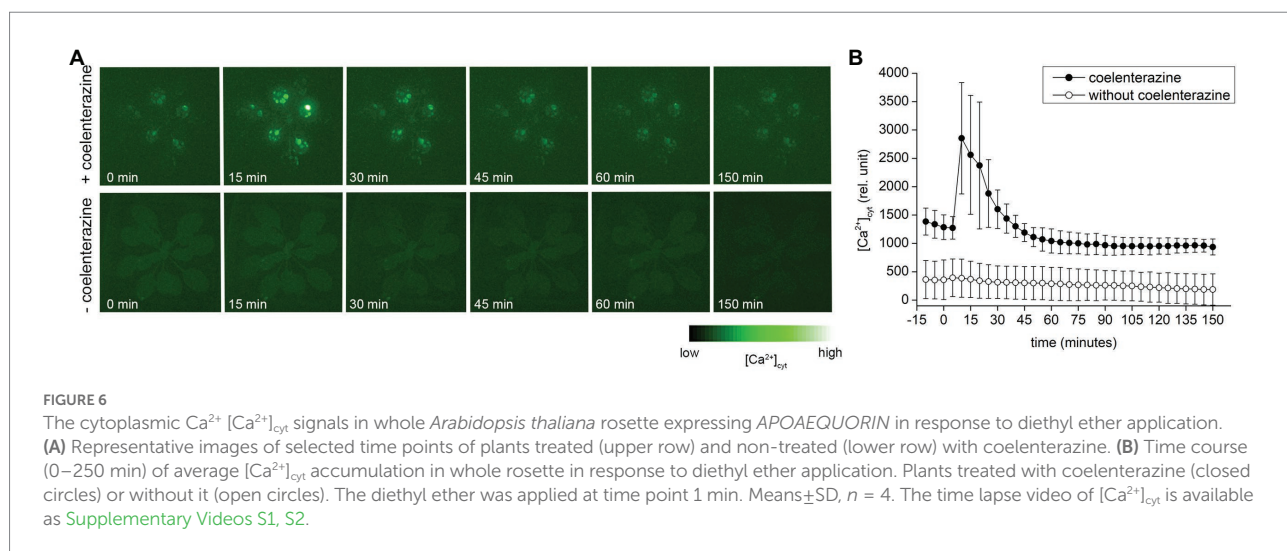 A
+ coelenterazine
0 min 15 min 30 min 45 min 60 min 150 min
- coelenterazine
0 min 15 min 30 min 45 min 60 min 150 min
low high
[Ca²⁺]cyt
B
coelenterazine
without coelenterazine
4000
3500
3000
2500
2000
1500
1000
500
0
[Ca²⁺]cyt (rel. unit)
-15 0 15 30 45 60 75 90 105 120 135 150
time (minutes)
FIGURE 6
The cytoplasmic Ca²⁺ [Ca²⁺]cyt signals in whole Arabidopsis thaliana rosette expressing APOAEQUORIN in response to diethyl ether application.
(A) Representative images of selected time points of plants treated (upper row) and non-treated (lower row) with coelenterazine. (B) Time course
(0–250 min) of average [Ca²⁺]cyt accumulation in whole rosette in response to diethyl ether application. Plants treated with coelenterazine (closed
circles) or without it (open circles). The diethyl ether was applied at time point 1 min. Means±SD, n = 4. The time lapse video of [Ca²⁺]cyt is available
as Supplementary Videos S1, S2.